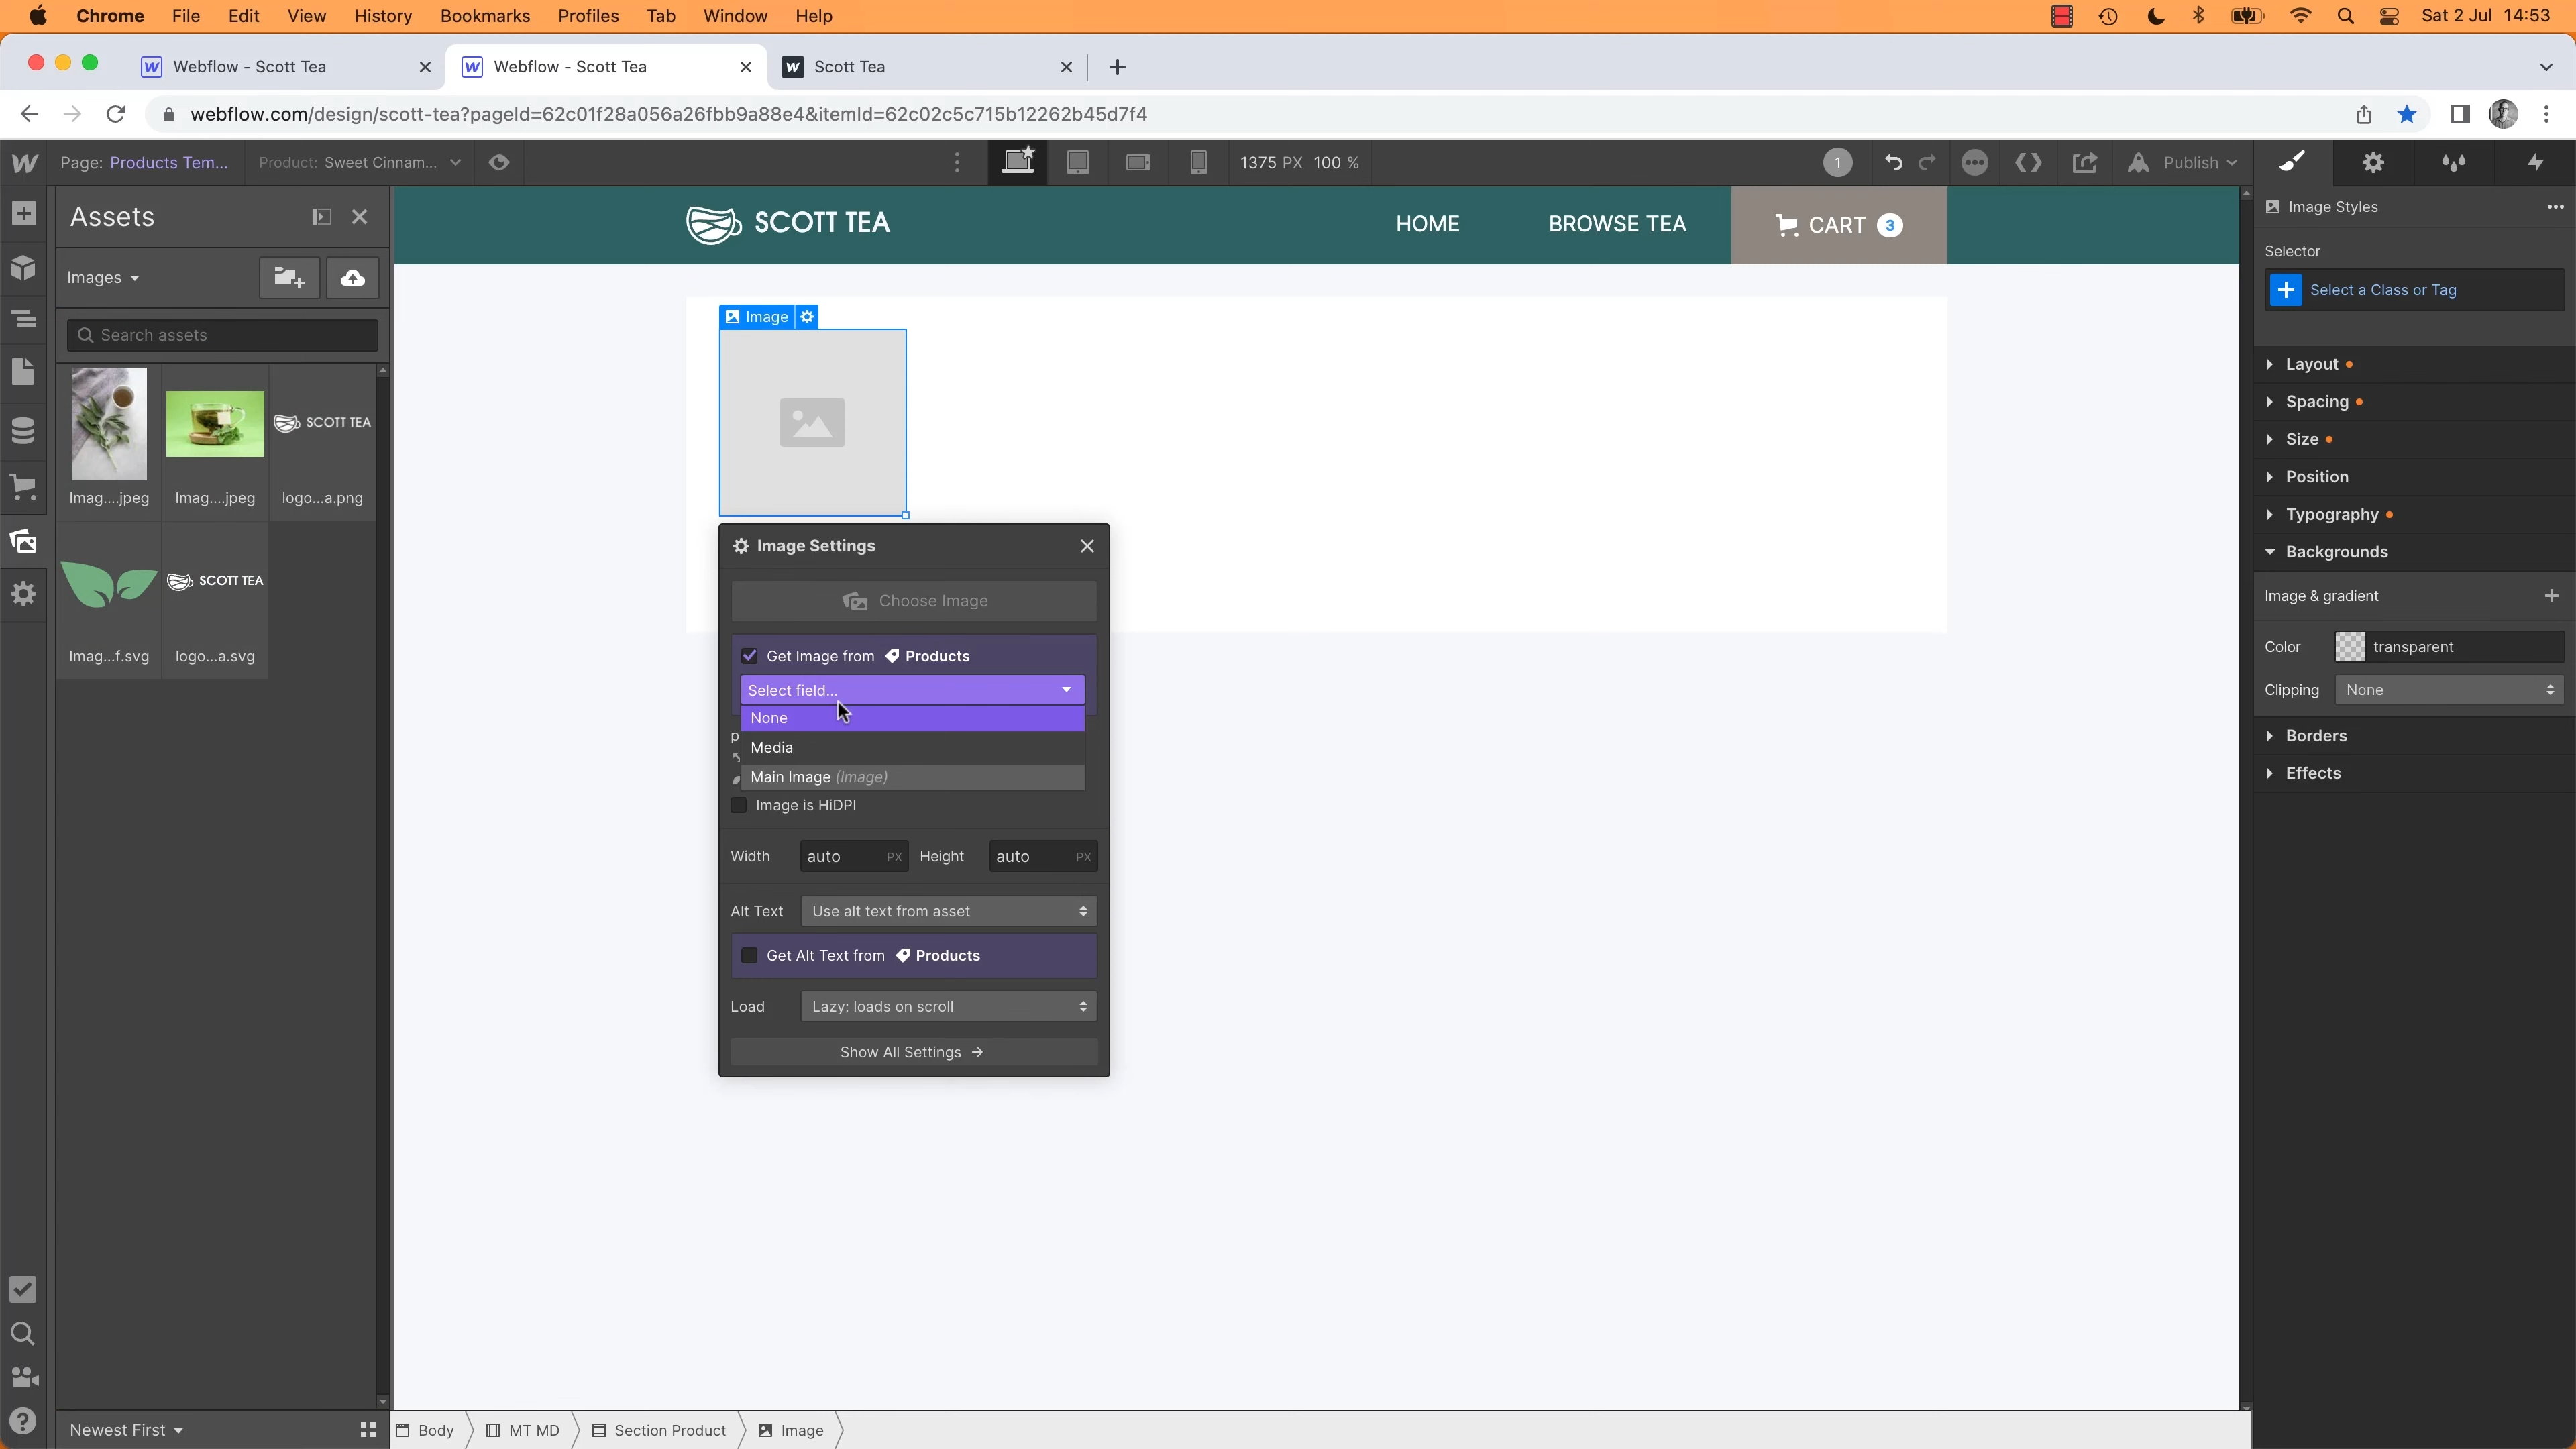 Chrome File Edit View History Bookmarks Profiles Tab Window Help Sat 2 Jul 14:53
Webflow - Scott Tea Webflow - Scott Tea Scott Tea
webflow.com/design/scott-tea?pageId=62c01f28a056a26fbb9a88e4&itemId=62c02c5c715b12262b45d7f4
Page: Products Tem... Product: Sweet Cinnam... 1375 PX 100 % 1 Publish
Assets
Images
Search assets
SCOTT TEA
Imag....jpeg Imag....jpeg logo...a.png
SCOTT TEA
Imag...f.svg logo...a.svg
Newest First
SCOTT TEA HOME BROWSE TEA CART 3
Image
Image Settings
Choose Image
Get Image from Products
Select field...
None
Media
Main Image (Image)
p
Image is HiDPI
Width auto PX Height auto PX
Alt Text Use alt text from asset
Get Alt Text from Products
Load Lazy: loads on scroll
Show All Settings
Body MT MD Section Product Image
Image Styles
Selector
Select a Class or Tag
Layout
Spacing
Size
Position
Typography
Backgrounds
Image & gradient
Color transparent
Clipping None
Borders
Effects